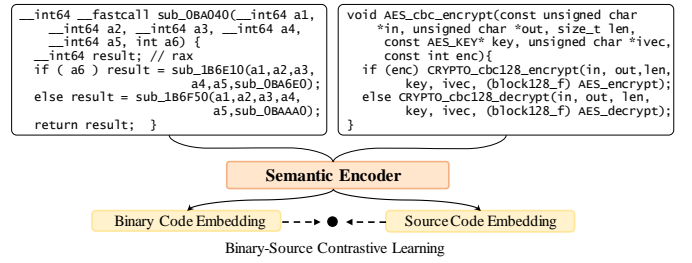 __int64 __fastcall sub_0BA040(__int64 a1,
__int64 a2, __int64 a3, __int64 a4,
__int64 a5, int a6) {
__int64 result; // rax
if ( a6 ) result = sub_1B6E10(a1,a2,a3,
a4,a5,sub_0BA6E0);
else result = sub_1B6F50(a1,a2,a3,a4,
a5,sub_0BAAA0);
return result; }
void AES_cbc_encrypt(const unsigned char
*in, unsigned char *out, size_t len,
const AES_KEY* key, unsigned char *ivec,
const int enc){
if (enc) CRYPTO_cbc128_encrypt(in, out,len,
key, ivec, (block128_f) AES_encrypt);
else CRYPTO_cbc128_decrypt(in, out, len,
key, ivec, (block128_f) AES_decrypt);
}
Semantic Encoder
Binary Code Embedding
Source Code Embedding
Binary-Source Contrastive Learning